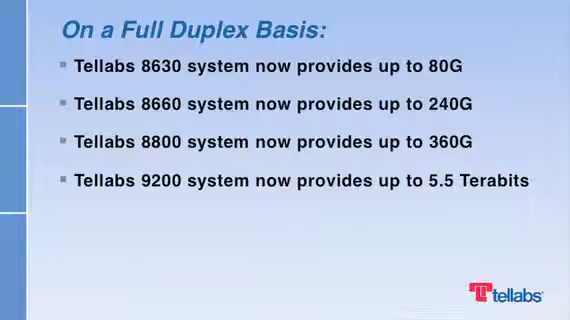 On a Full Duplex Basis:
Tellabs 8630 system now provides up to 80G
Tellabs 8660 system now provides up to 240G
Tellabs 8800 system now provides up to 360G
Tellabs 9200 system now provides up to 5.5 Terabits
tellabs